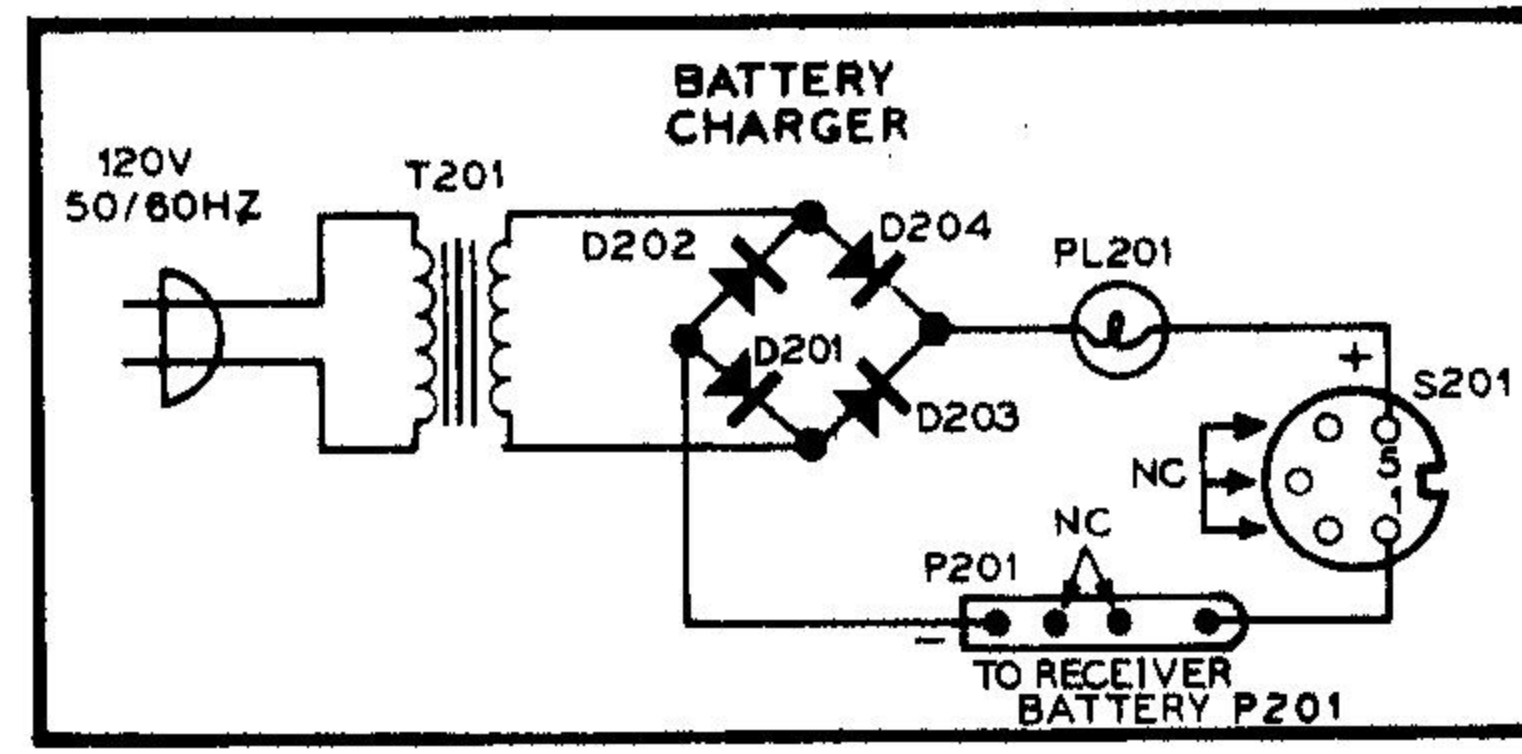 BATTERY
CHARGER
120V
50/60HZ
T201
D202
D204
PL201
D201
D203
+
S201
5
1
NC
NC
P201
−
TO RECEIVER
BATTERY P201